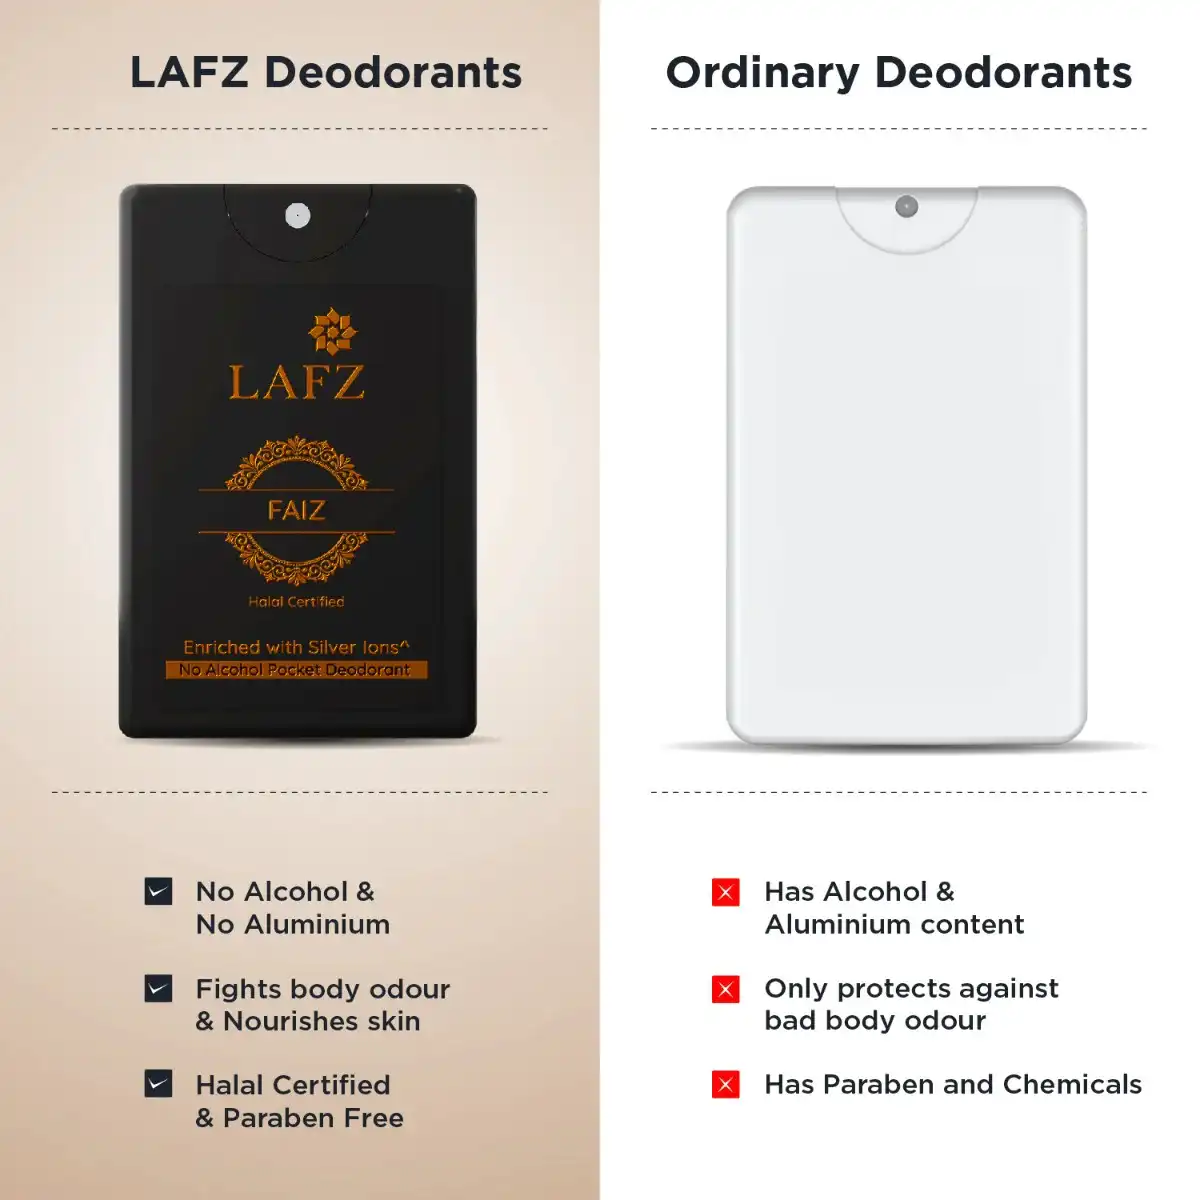 LAFZ Deodorants
LAFZ
FAIZ
Halal Certified
Enriched with Silver Ions^
No Alcohol Pocket Deodorant
No Alcohol &
No Aluminium
Fights body odour
& Nourishes skin
Halal Certified
& Paraben Free
Ordinary Deodorants
Has Alcohol &
Aluminium content
Only protects against
bad body odour
Has Paraben and Chemicals